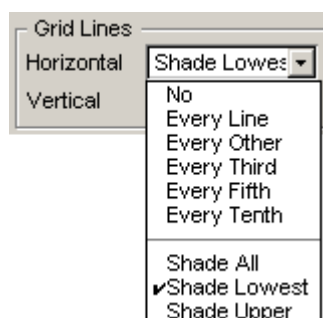 Grid Lines
Horizontal Shade Lowes
Vertical
No
Every Line
Every Other
Every Third
Every Fifth
Every Tenth
Shade All
Shade Lowest
Shade Upper